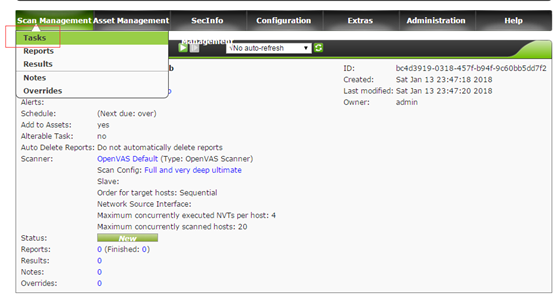 Scan Management Asset Management SecInfo Configuration Extras Administration Help
Tasks
Management
√No auto-refresh
Reports
Results
Notes
Overrides
b
ID: bc4d3919-0318-457f-b94f-9c60bb5dd7f2
Created: Sat Jan 13 23:47:18 2018
Last modified: Sat Jan 13 23:47:20 2018
Owner: admin
Alerts:
Schedule: (Next due: over)
Add to Assets: yes
Alterable Task: no
Auto Delete Reports: Do not automatically delete reports
Scanner: OpenVAS Default (Type: OpenVAS Scanner)
Scan Config: Full and very deep ultimate
Slave:
Order for target hosts: Sequential
Network Source Interface:
Maximum concurrently executed NVTs per host: 4
Maximum concurrently scanned hosts: 20
Status: New
Reports: 0 (Finished: 0)
Results: 0
Notes: 0
Overrides: 0